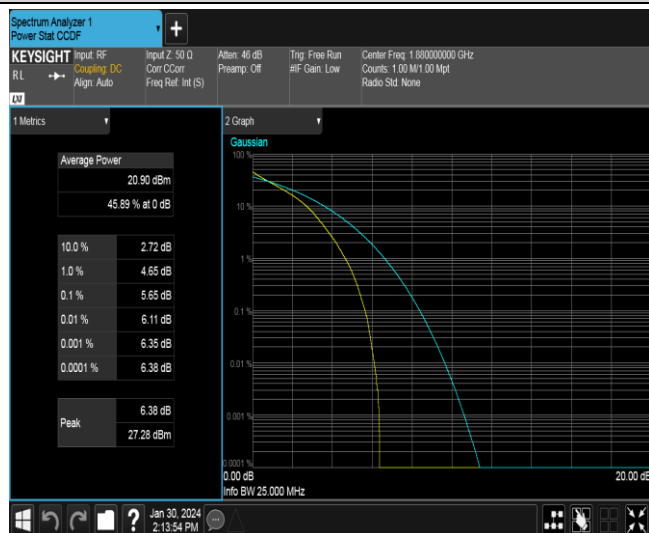 Spectrum Analyzer 1
Power Stat CCDF
+
KEYSIGHT Input: RF Input Z: 50 Ω Atten: 46 dB Trig: Free Run Center Freq: 1.880000000 GHz
RL Coupling: DC Corr CCorr Preamp: Off #IF Gain: Low Counts: 1.00 M/1.00 Mpt
Align: Auto Freq Ref: Int (S) Radio Std: None
LXI
1 Metrics
Average Power
20.90 dBm
45.89 % at 0 dB
10.0 % 2.72 dB
1.0 % 4.65 dB
0.1 % 5.65 dB
0.01 % 6.11 dB
0.001 % 6.35 dB
0.0001 % 6.38 dB
Peak 6.38 dB
27.28 dBm
2 Graph
Gaussian
100 %
10 %
1 %
0.1 %
0.01 %
0.001 %
0.0001 %
0.00 dB 20.00 dB
Info BW 25.000 MHz
? Jan 30, 2024
2:13:54 PM